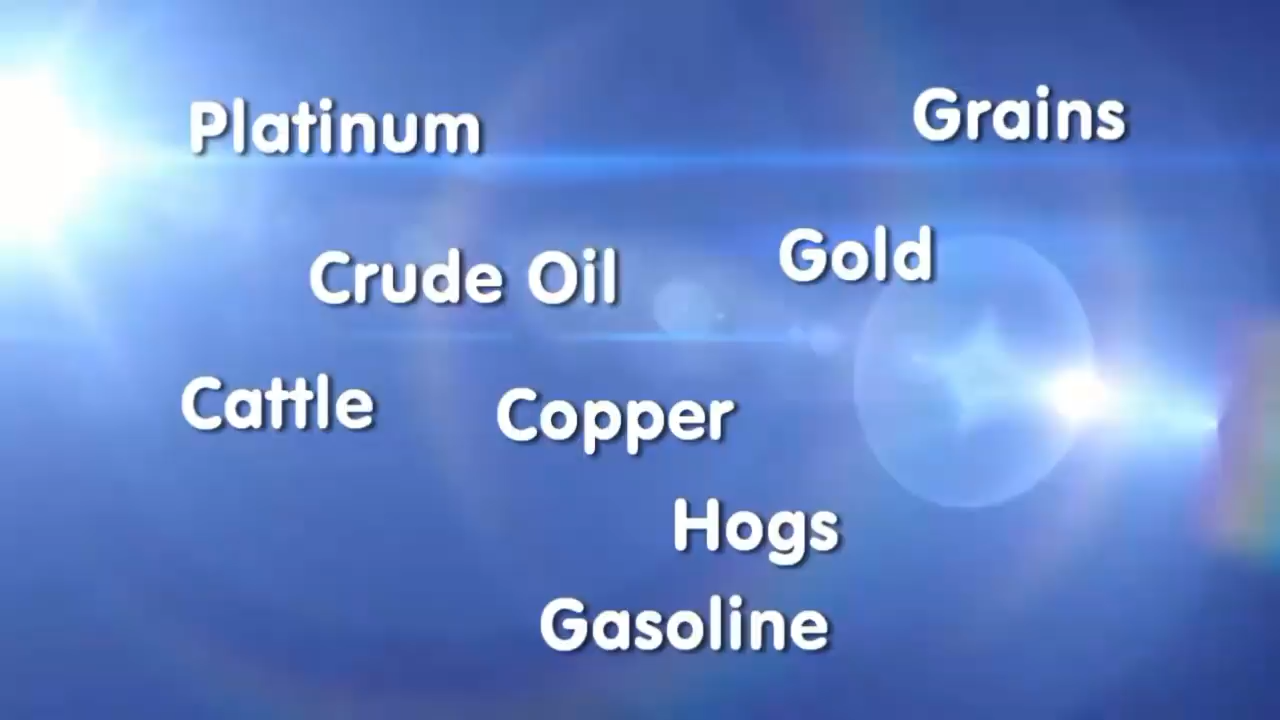 Platinum
Grains
Crude Oil
Gold
Cattle
Copper
Hogs
Gasoline